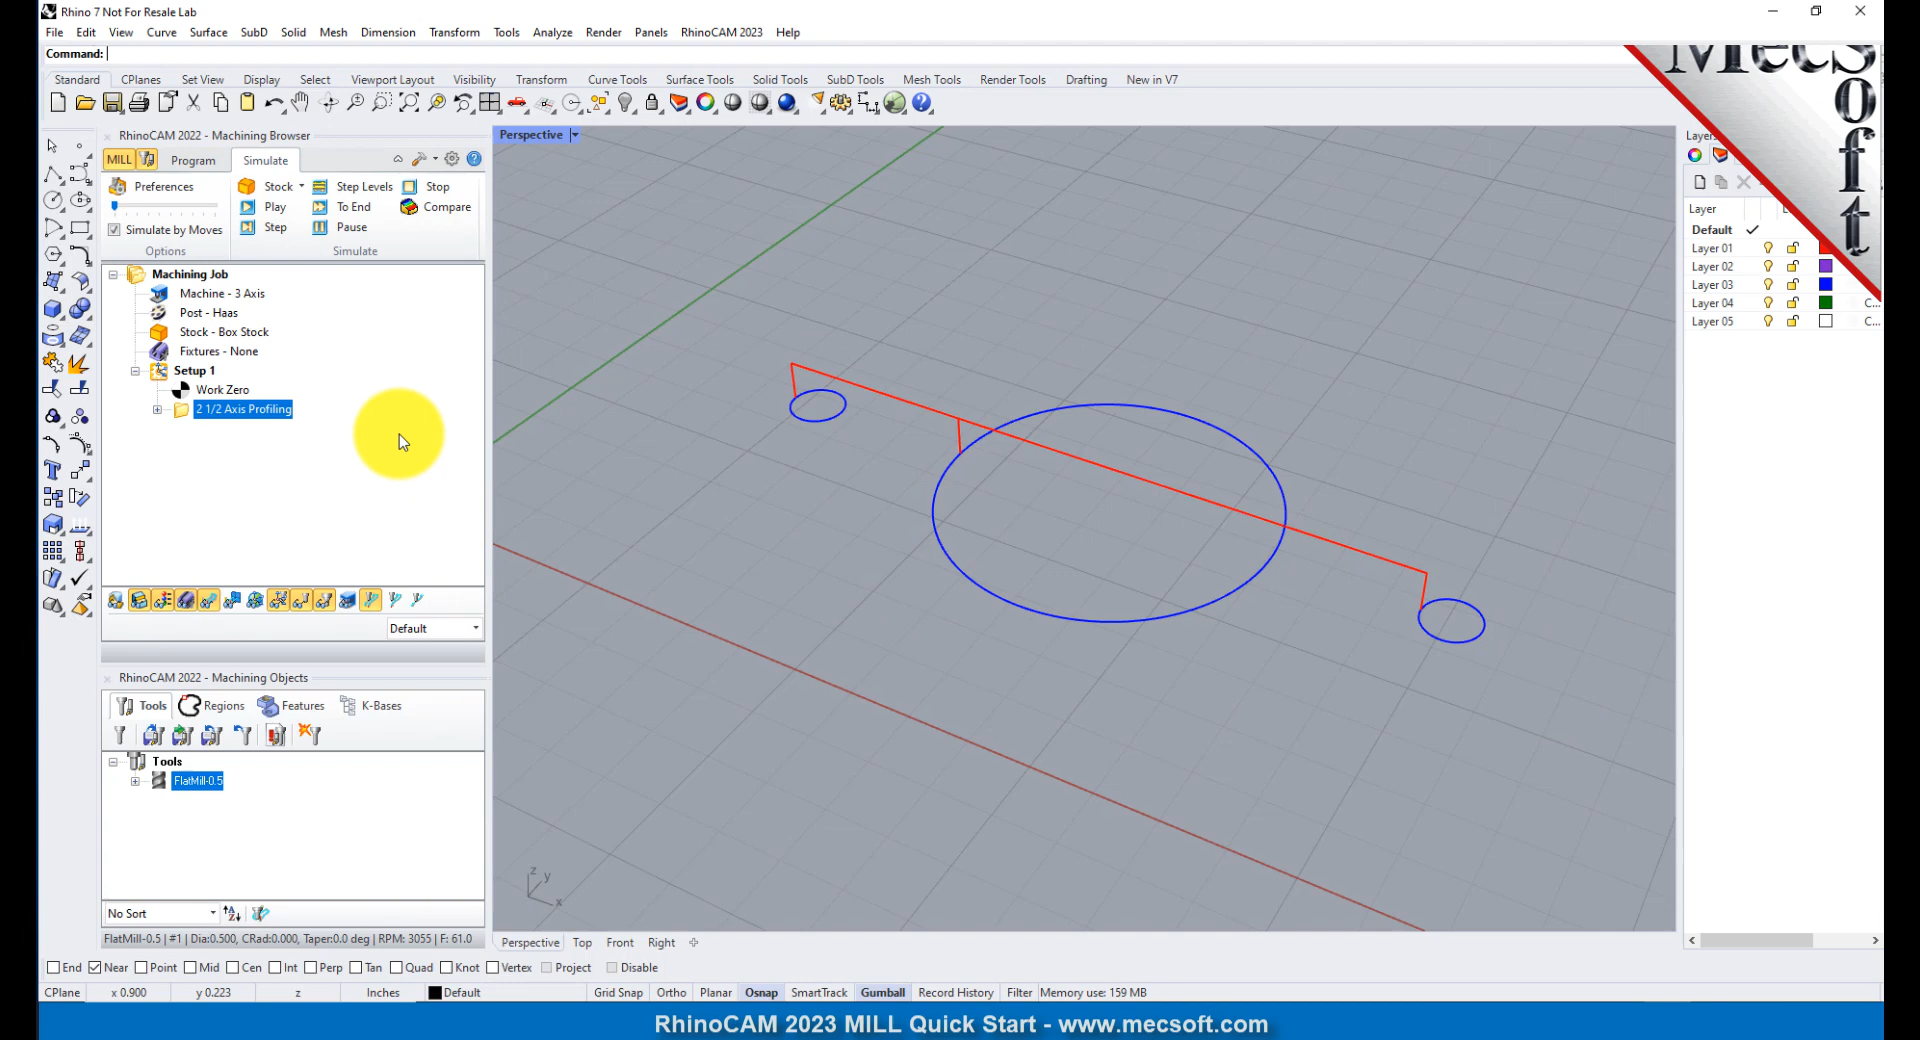 Rhino 7 Not For Resale Lab
File Edit View Curve Surface SubD Solid Mesh Dimension Transform Tools Analyze Render Panels RhinoCAM 2023 Help
Command:
Standard CPlanes Set View Display Select Viewport Layout Visibility Transform Curve Tools Surface Tools Solid Tools SubD Tools Mesh Tools Render Tools Drafting New in V7
MecSoft
RhinoCAM 2022 - Machining Browser
MILL Program Simulate
Preferences Stock Step Levels Stop
Play To End Compare
Simulate by Moves Step Pause
Options Simulate
Machining Job
Machine - 3 Axis
Post - Haas
Stock - Box Stock
Fixtures - None
Setup 1
Work Zero
2 1/2 Axis Profiling
Default
RhinoCAM 2022 - Machining Objects
Tools Regions Features K-Bases
Tools
FlatMill-0.5
No Sort
FlatMill-0.5 | #1 | Dia:0.500, CRad:0.000, Taper:0.0 deg | RPM: 3055 | F: 61.0
Perspective
z y x
Perspective Top Front Right
Layers
Layer
Default
Layer 01
Layer 02
Layer 03
Layer 04 C...
Layer 05 C...
End Near Point Mid Cen Int Perp Tan Quad Knot Vertex Project Disable
CPlane x 0.900 y 0.223 z Inches Default Grid Snap Ortho Planar Osnap SmartTrack Gumball Record History Filter Memory use: 159 MB
RhinoCAM 2023 MILL Quick Start - www.mecsoft.com